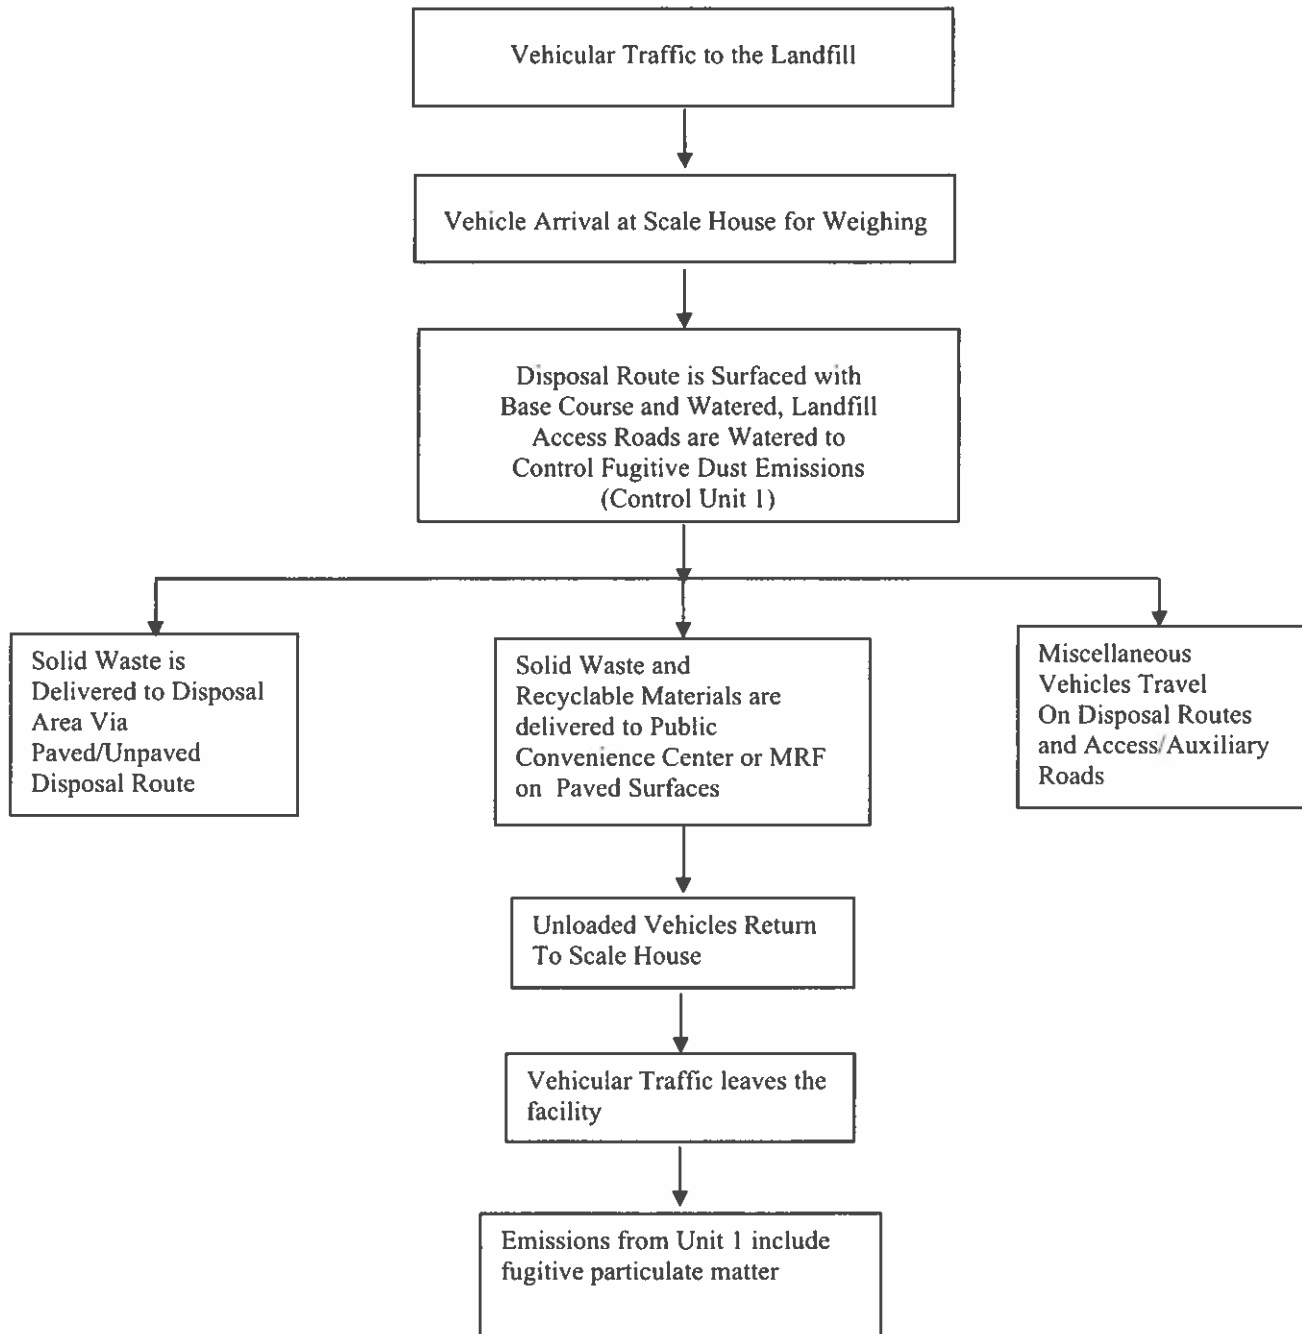 Vehicular Traffic to the Landfill
Vehicle Arrival at Scale House for Weighing
Disposal Route is Surfaced with
Base Course and Watered, Landfill
Access Roads are Watered to
Control Fugitive Dust Emissions
(Control Unit 1)
Solid Waste is
Delivered to Disposal
Area Via
Paved/Unpaved
Disposal Route
Solid Waste and
Recyclable Materials are
delivered to Public
Convenience Center or MRF
on Paved Surfaces
Miscellaneous
Vehicles Travel
On Disposal Routes
and Access/Auxiliary
Roads
Unloaded Vehicles Return
To Scale House
Vehicular Traffic leaves the
facility
Emissions from Unit 1 include
fugitive particulate matter